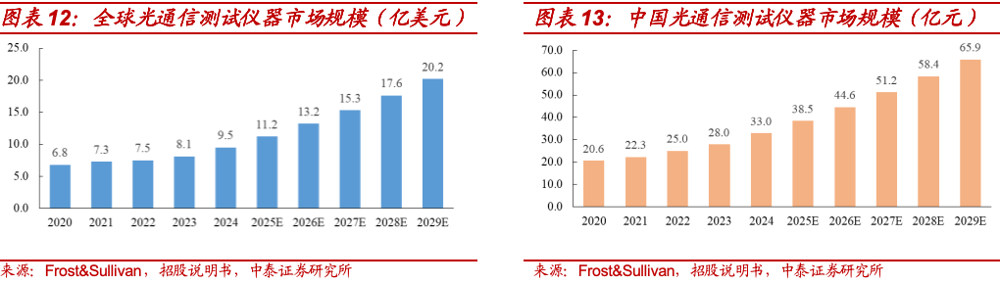 图表 12：全球光通信测试仪器市场规模（亿美元）
25.0
20.0
15.0
10.0
5.0
0.0
6.8 7.3 7.5 8.1 9.5 11.2 13.2 15.3 17.6 20.2
2020 2021 2022 2023 2024 2025E 2026E 2027E 2028E 2029E
来源：Frost&Sullivan，招股说明书，中泰证券研究所
图表 13：中国光通信测试仪器市场规模（亿元）
70.0
60.0
50.0
40.0
30.0
20.0
10.0
0.0
20.6 22.3 25.0 28.0 33.0 38.5 44.6 51.2 58.4 65.9
2020 2021 2022 2023 2024 2025E 2026E 2027E 2028E 2029E
来源：Frost&Sullivan，招股说明书，中泰证券研究所